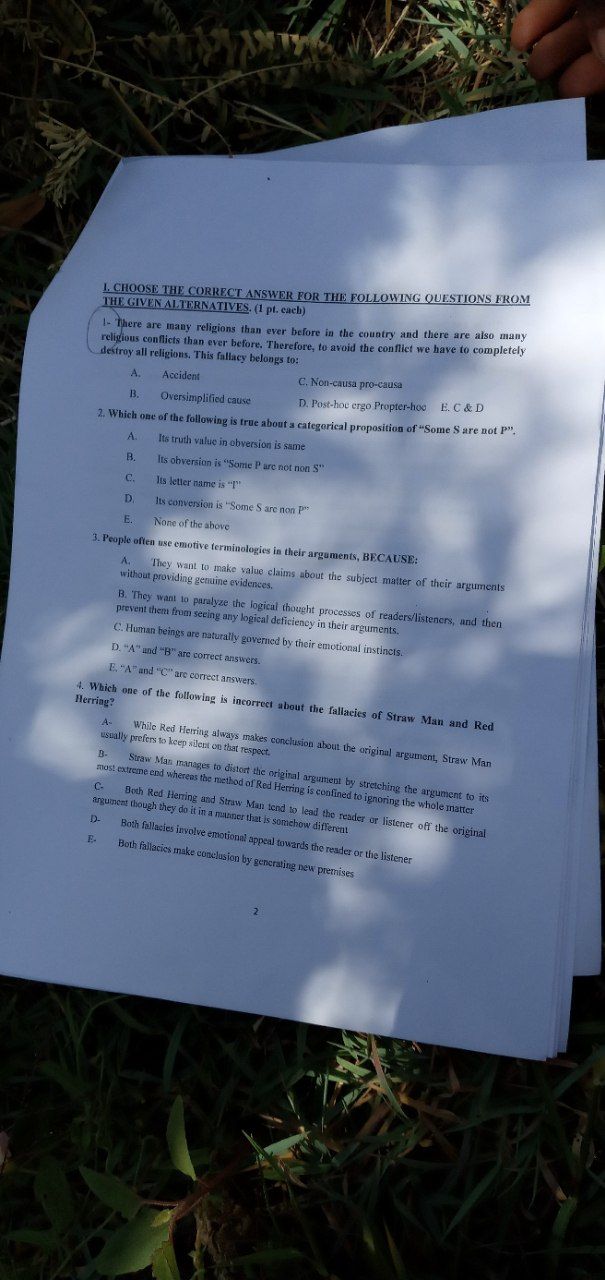 I. CHOOSE THE CORRECT ANSWER FOR THE FOLLOWING QUESTIONS FROM
THE GIVEN ALTERNATIVES. (1 pt. each)
1- There are many religions than ever before in the country and there are also many
religious conflicts than ever before. Therefore, to avoid the conflict we have to completely
destroy all religions. This fallacy belongs to:
A. Accident C. Non-causa pro-causa
B. Oversimplified cause D. Post-hoc ergo Propter-hoc E. C & D
2. Which one of the following is true about a categorical proposition of “Some S are not P”.
A. Its truth value in obversion is same
B. Its obversion is “Some P are not non S”
C. Its letter name is “I”
D. Its conversion is “Some S are non P”
E. None of the above
3. People often use emotive terminologies in their arguments, BECAUSE:
A. They want to make value claims about the subject matter of their arguments
without providing genuine evidences.
B. They want to paralyze the logical thought processes of readers/listeners, and then
prevent them from seeing any logical deficiency in their arguments.
C. Human beings are naturally governed by their emotional instincts.
D. “A” and “B” are correct answers.
E. “A” and “C” are correct answers.
4. Which one of the following is incorrect about the fallacies of Straw Man and Red
Herring?
A- While Red Herring always makes conclusion about the original argument, Straw Man
usually prefers to keep silent on that respect.
B- Straw Man manages to distort the original argument by stretching the argument to its
most extreme end whereas the method of Red Herring is confined to ignoring the whole matter
C- Both Red Herring and Straw Man tend to lead the reader or listener off the original
argument though they do it in a manner that is somehow different
D- Both fallacies involve emotional appeal towards the reader or the listener
E- Both fallacies make conclusion by generating new premises
2